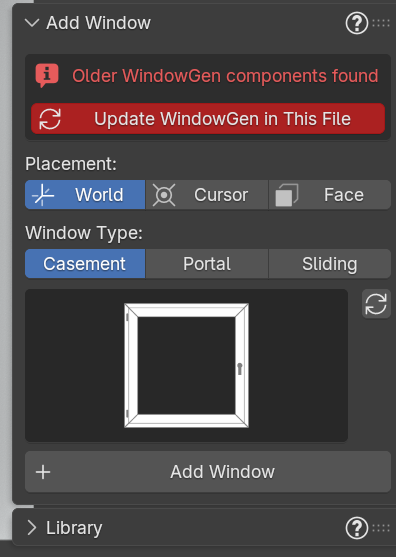 Add Window
Older WindowGen components found
Update WindowGen in This File
Placement:
World Cursor Face
Window Type:
Casement Portal Sliding
Add Window
Library